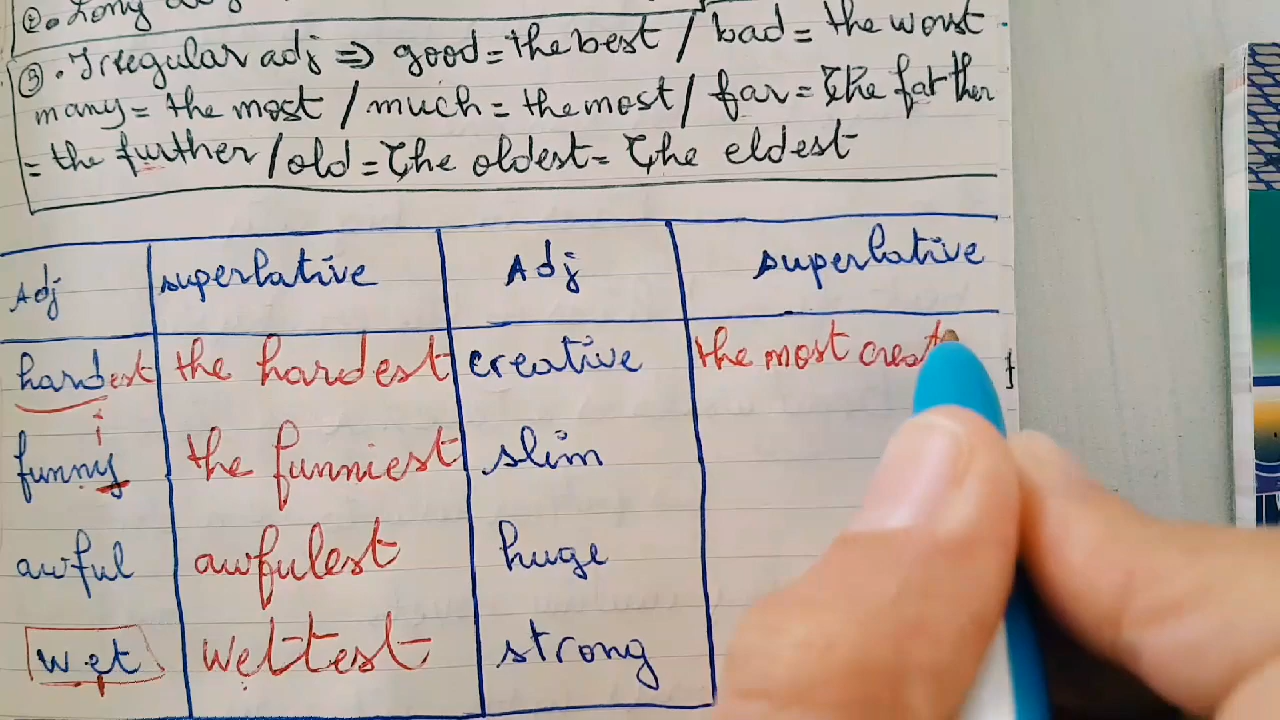 ②. Long
③. Irregular adj => good = the best / bad = the worst
many = the most / much = the most / far = The farther
= the further / old = The oldest = The eldest
Adj superlative Adj superlative
hardest the hardest creative the most creat
i
funny the funniest slim
awful awfulest huge
wet wettest strong